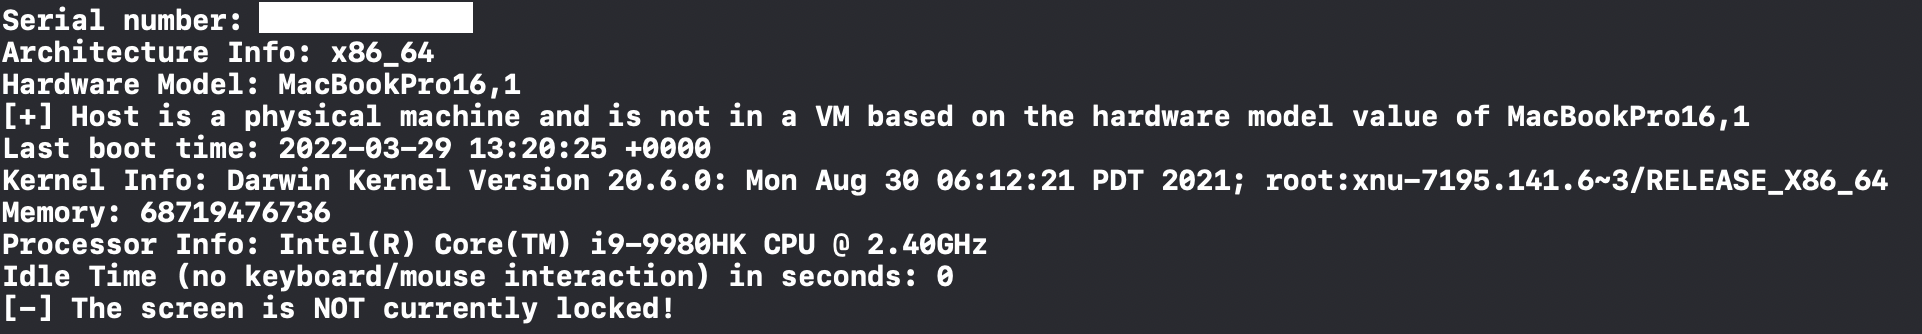 Serial number:
Architecture Info: x86_64
Hardware Model: MacBookPro16,1
[+] Host is a physical machine and is not in a VM based on the hardware model value of MacBookPro16,1
Last boot time: 2022-03-29 13:20:25 +0000
Kernel Info: Darwin Kernel Version 20.6.0: Mon Aug 30 06:12:21 PDT 2021; root:xnu-7195.141.6~3/RELEASE_X86_64
Memory: 68719476736
Processor Info: Intel(R) Core(TM) i9-9980HK CPU @ 2.40GHz
Idle Time (no keyboard/mouse interaction) in seconds: 0
[-] The screen is NOT currently locked!